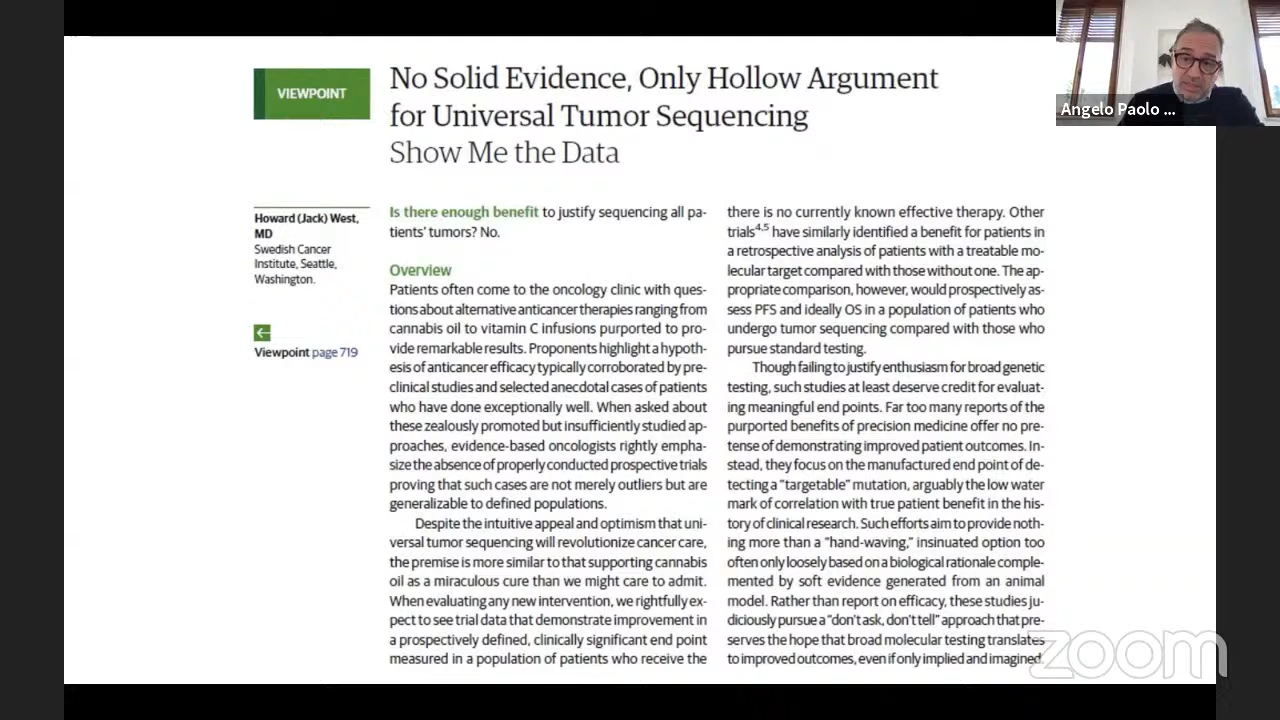 VIEWPOINT
No Solid Evidence, Only Hollow Argument
for Universal Tumor Sequencing
Show Me the Data
Howard (Jack) West,
MD
Swedish Cancer
Institute, Seattle,
Washington.
Viewpoint page 719
Is there enough benefit to justify sequencing all pa-
tients' tumors? No.
Overview
Patients often come to the oncology clinic with ques-
tions about alternative anticancer therapies ranging from
cannabis oil to vitamin C infusions purported to pro-
vide remarkable results. Proponents highlight a hypoth-
esis of anticancer efficacy typically corroborated by pre-
clinical studies and selected anecdotal cases of patients
who have done exceptionally well. When asked about
these zealously promoted but insufficiently studied ap-
proaches, evidence-based oncologists rightly empha-
size the absence of properly conducted prospective trials
proving that such cases are not merely outliers but are
generalizable to defined populations.
Despite the intuitive appeal and optimism that uni-
versal tumor sequencing will revolutionize cancer care,
the premise is more similar to that supporting cannabis
oil as a miraculous cure than we might care to admit.
When evaluating any new intervention, we rightfully ex-
pect to see trial data that demonstrate improvement in
a prospectively defined, clinically significant end point
measured in a population of patients who receive the
there is no currently known effective therapy. Other
trials4,5 have similarly identified a benefit for patients in
a retrospective analysis of patients with a treatable mo-
lecular target compared with those without one. The ap-
propriate comparison, however, would prospectively as-
sess PFS and ideally OS in a population of patients who
undergo tumor sequencing compared with those who
pursue standard testing.
Though failing to justify enthusiasm for broad genetic
testing, such studies at least deserve credit for evaluat-
ing meaningful end points. Far too many reports of the
purported benefits of precision medicine offer no pre-
tense of demonstrating improved patient outcomes. In-
stead, they focus on the manufactured end point of de-
tecting a "targetable" mutation, arguably the low water
mark of correlation with true patient benefit in the his-
tory of clinical research. Such efforts aim to provide noth-
ing more than a "hand-waving," insinuated option too
often only loosely based on a biological rationale comple-
mented by soft evidence generated from an animal
model. Rather than report on efficacy, these studies ju-
diciously pursue a "don't ask, don't tell" approach that pre-
serves the hope that broad molecular testing translates
to improved outcomes, even if only implied and imagined.
Angelo Paolo ...
zoom